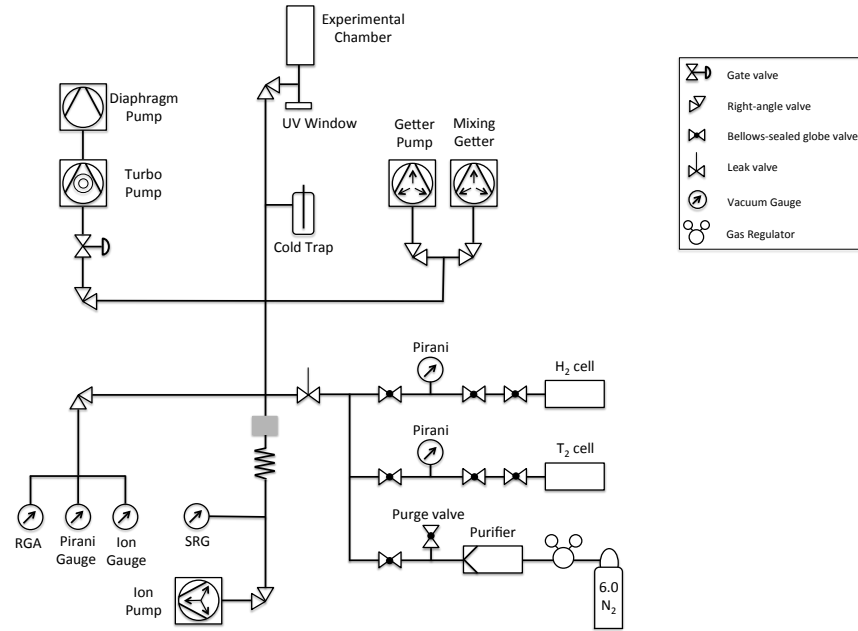 Experimental
Chamber
Diaphragm
Pump
UV Window
Getter
Pump
Mixing
Getter
Turbo
Pump
Cold Trap
Gate valve
Right-angle valve
Bellows-sealed globe valve
Leak valve
Vacuum Gauge
Gas Regulator
Pirani
H₂ cell
Pirani
T₂ cell
Purge valve
Purifier
RGA
Pirani
Gauge
Ion
Gauge
SRG
Ion
Pump
6.0
N₂